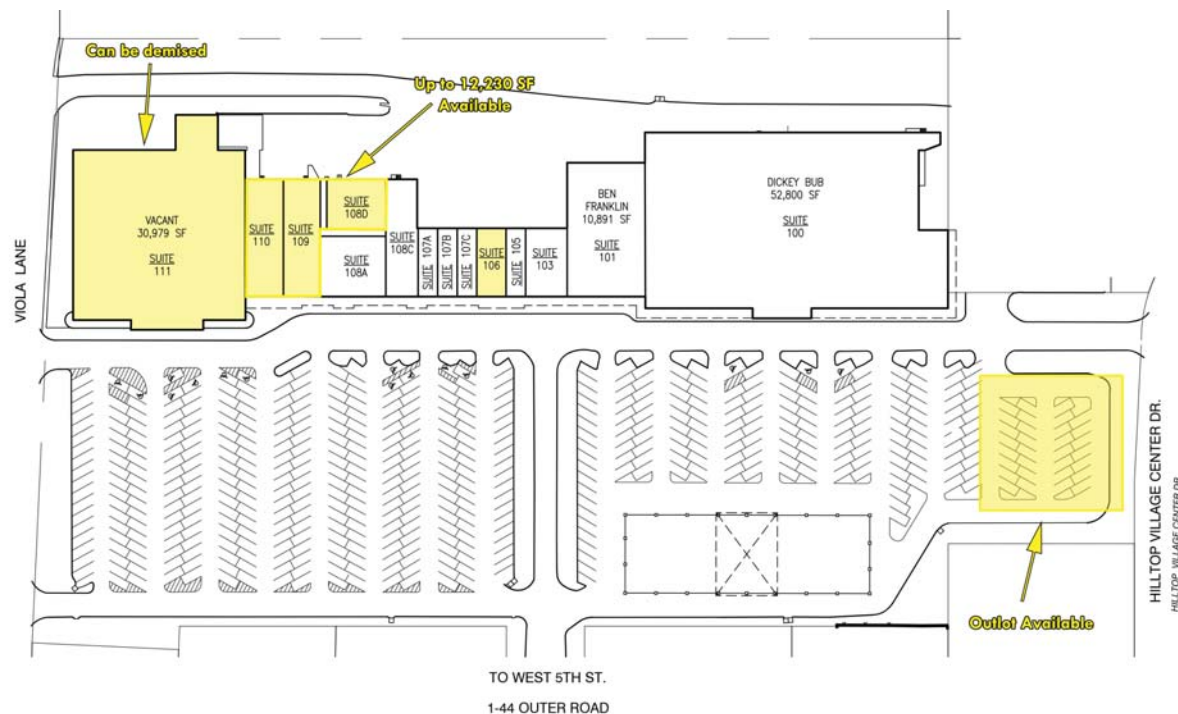 Can be demised
Up to 12,230 SF
Available
VACANT
30,979 SF
SUITE
111
SUITE
110
SUITE
109
SUITE
108D
SUITE
108A
SUITE
108C
SUITE 107A
SUITE 107B
SUITE 107C
SUITE
106
SUITE 105
SUITE
103
BEN
FRANKLIN
10,891 SF
SUITE
101
DICKEY BUB
52,800 SF
SUITE
100
VIOLA LANE
HILLTOP VILLAGE CENTER DR.
HILLTOP VILLAGE CENTER DR.
Outlot Available
TO WEST 5TH ST.
1-44 OUTER ROAD